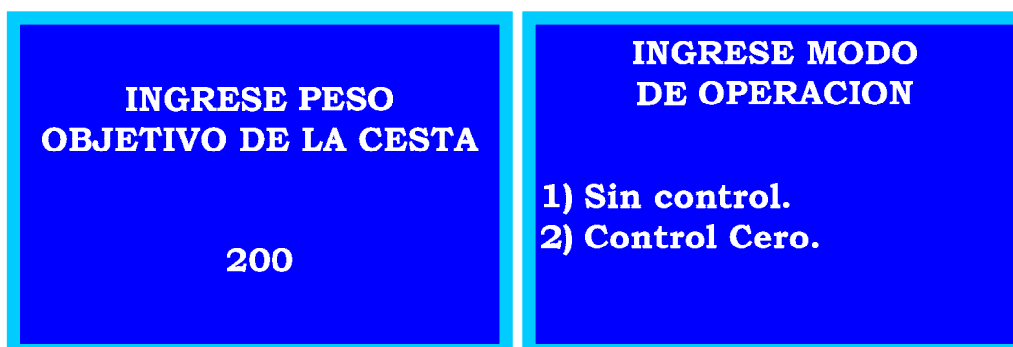 INGRESE PESO
OBJETIVO DE LA CESTA
200
INGRESE MODO
DE OPERACION
1) Sin control.
2) Control Cero.